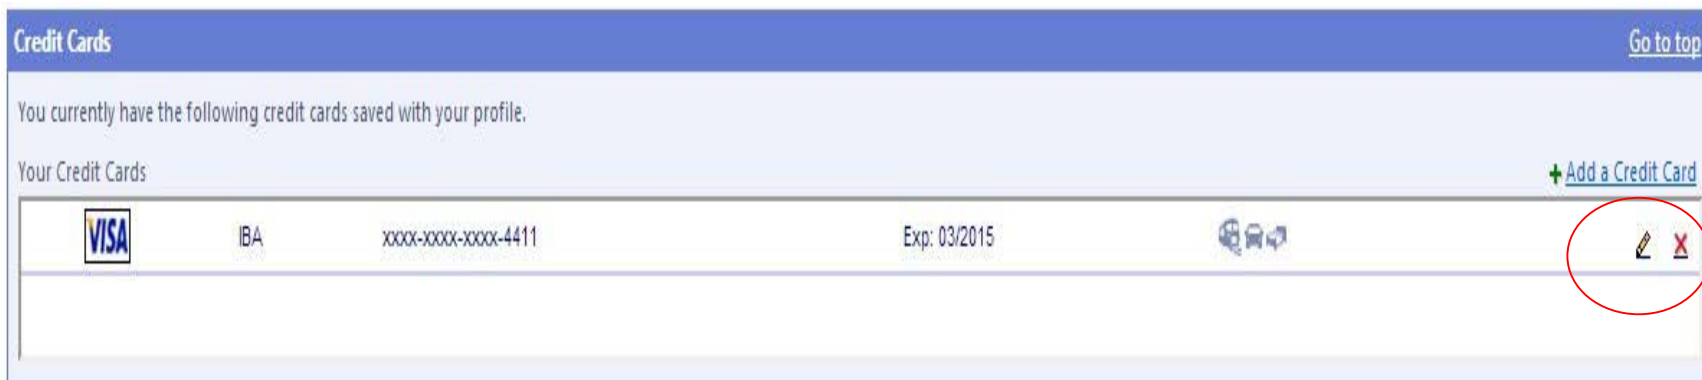 Credit Cards Go to top
You currently have the following credit cards saved with your profile.
Your Credit Cards + Add a Credit Card
VISA IBA xxxx-xxxx-xxxx-4411 Exp: 03/2015 X